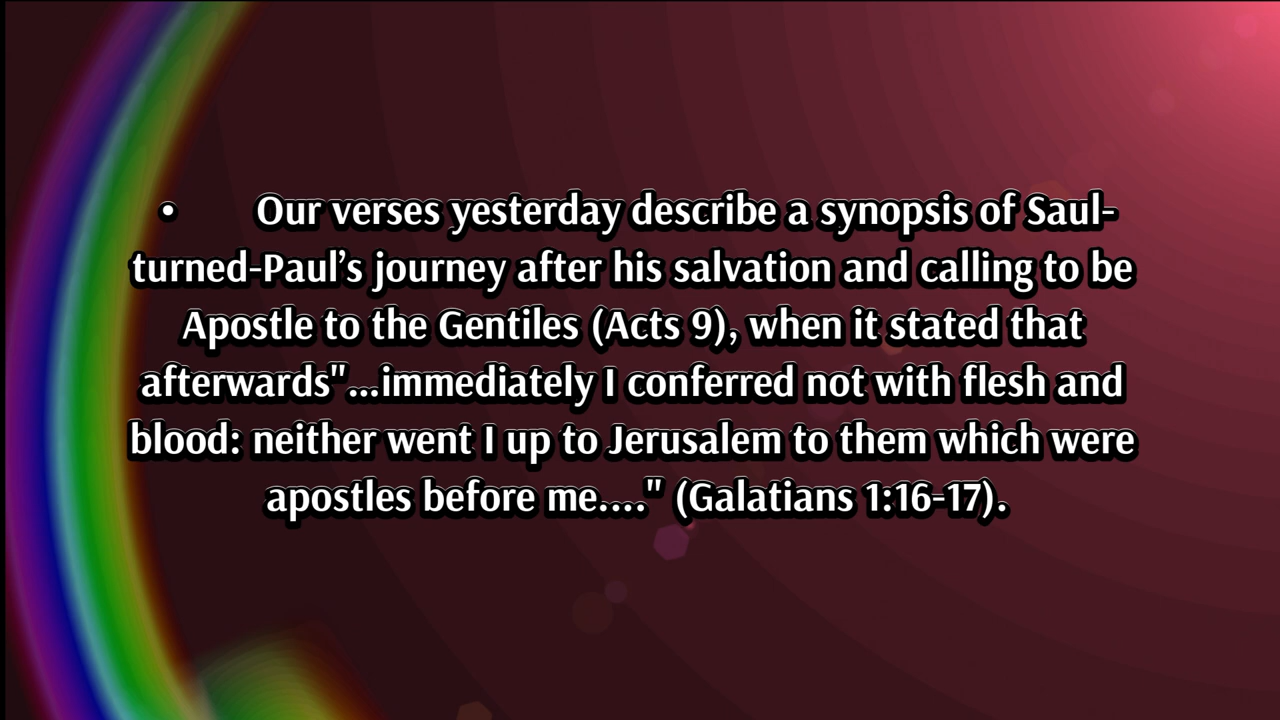 • Our verses yesterday describe a synopsis of Saul-
turned-Paul’s journey after his salvation and calling to be
Apostle to the Gentiles (Acts 9), when it stated that
afterwards"...immediately I conferred not with flesh and
blood: neither went I up to Jerusalem to them which were
apostles before me...." (Galatians 1:16-17).